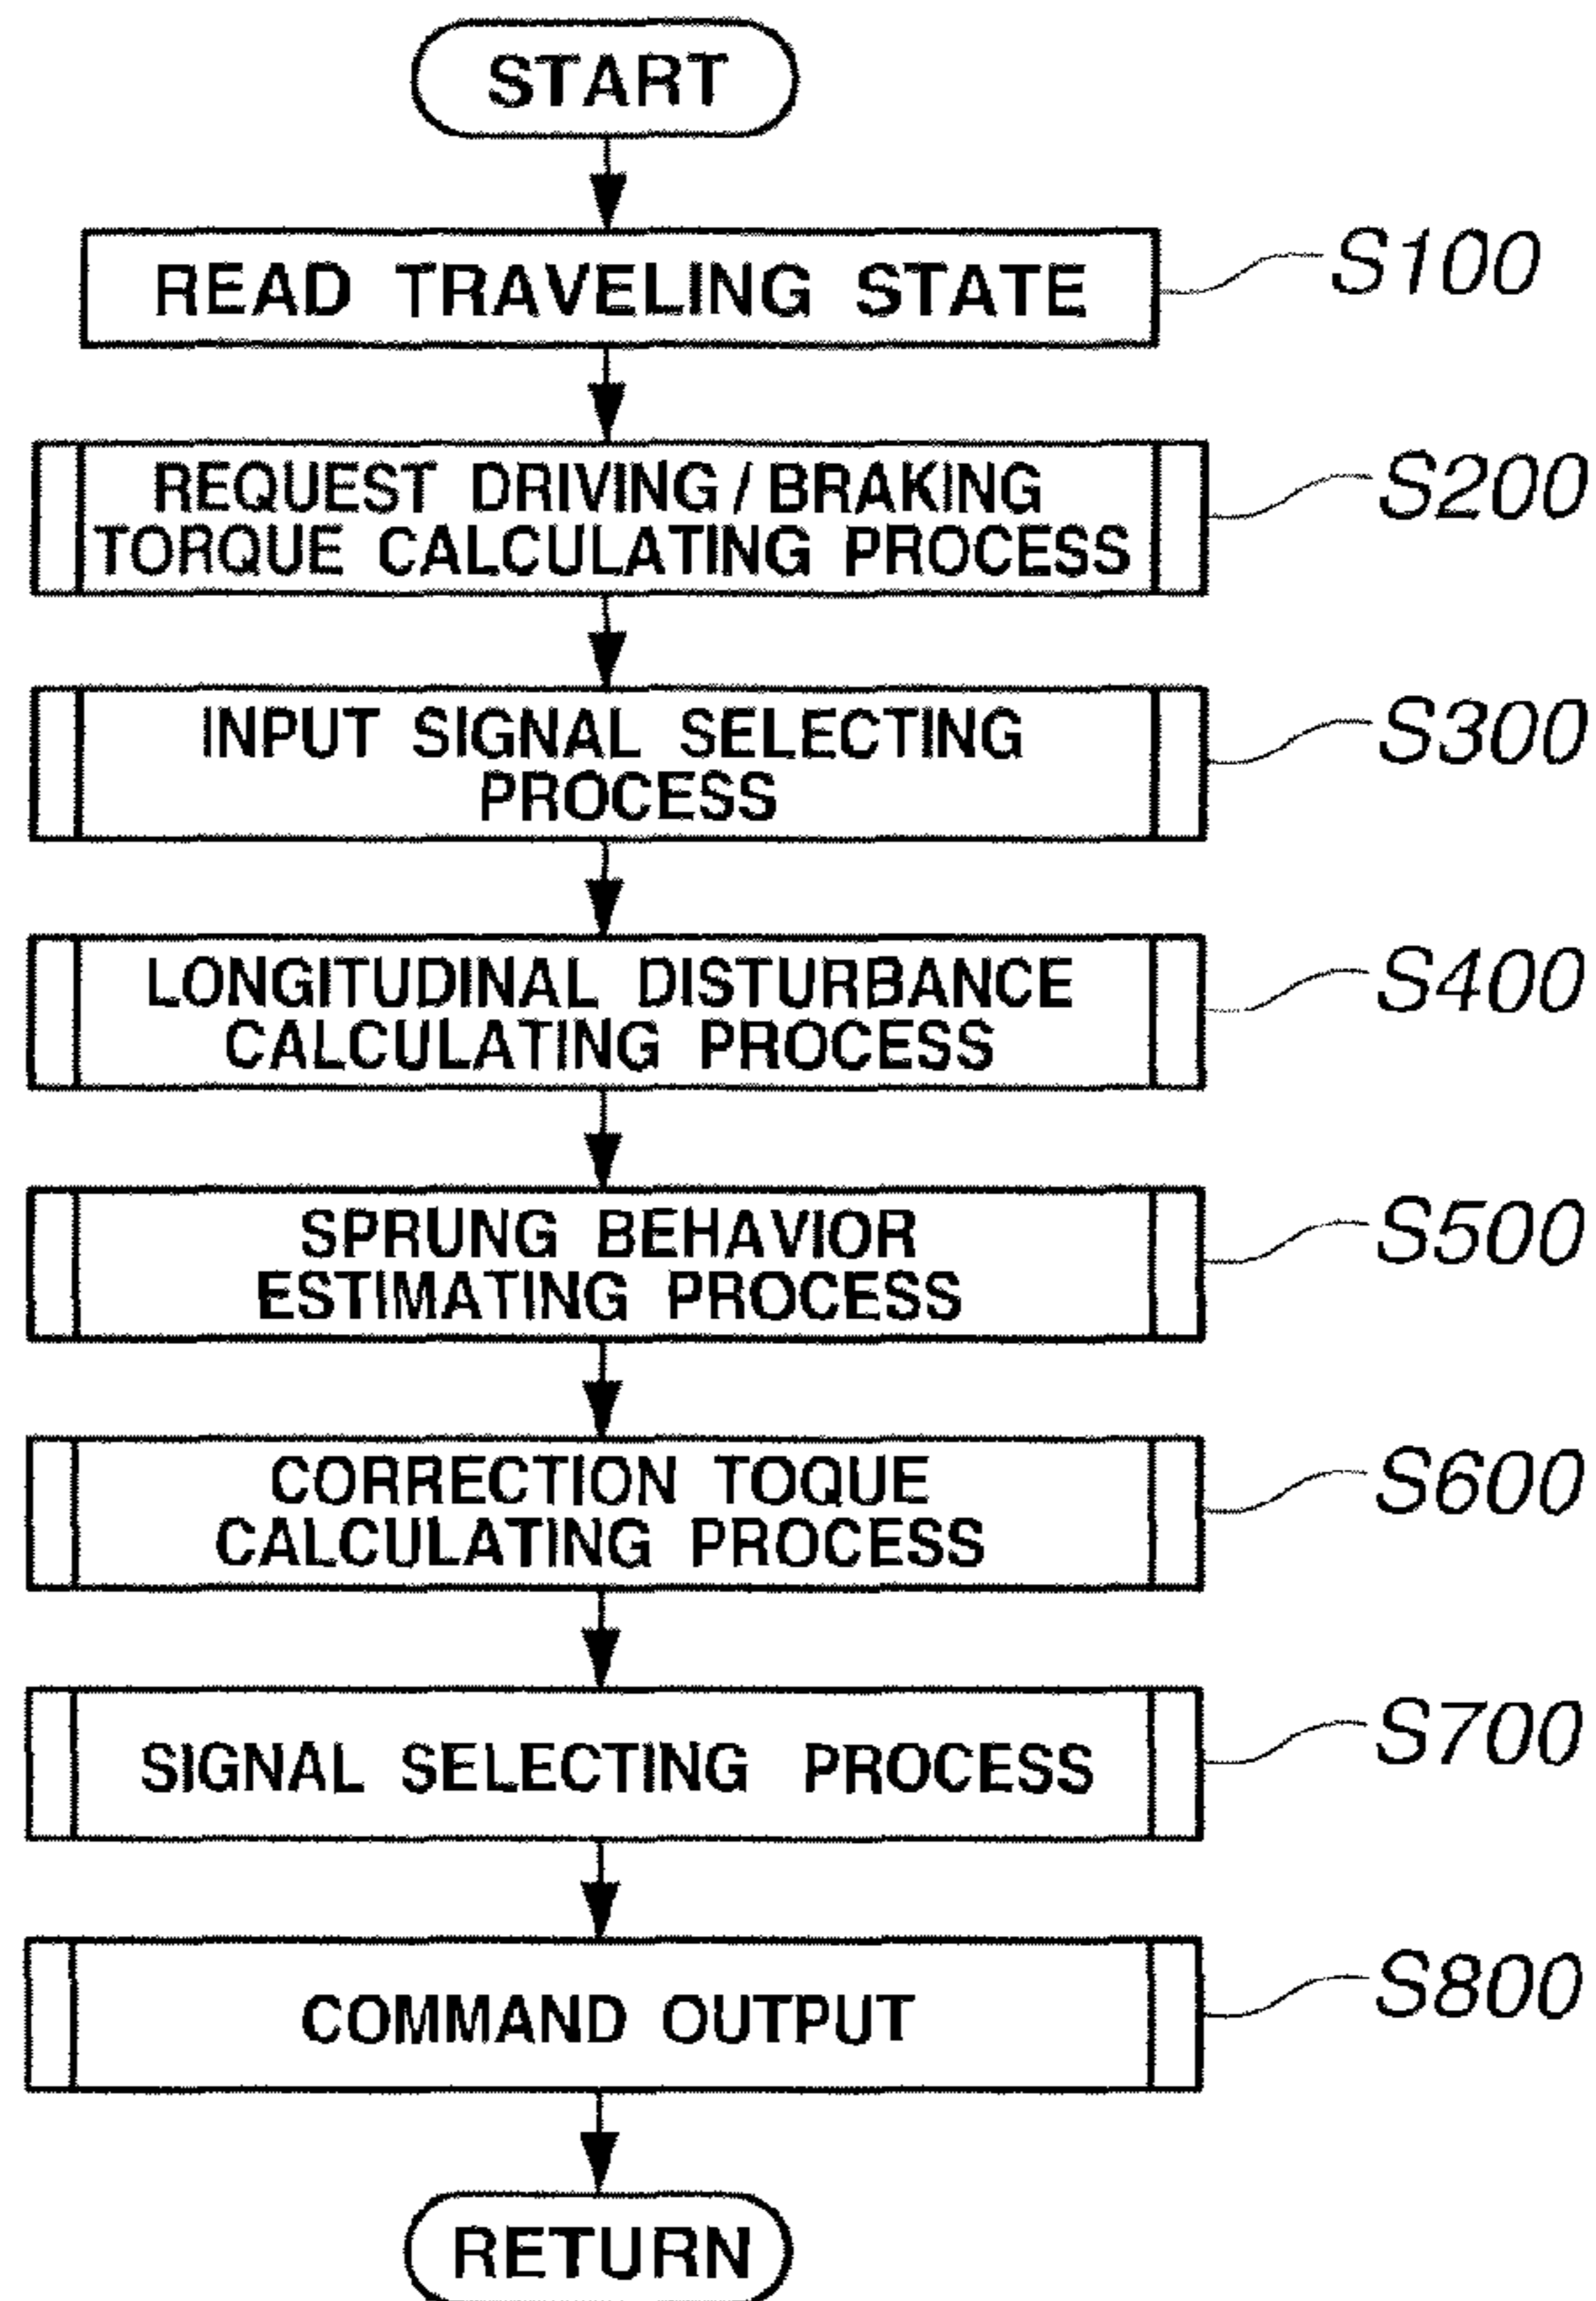 START
READ TRAVELING STATE
S100
REQUEST DRIVING / BRAKING
TORQUE CALCULATING PROCESS
S200
INPUT SIGNAL SELECTING
PROCESS
S300
LONGITUDINAL DISTURBANCE
CALCULATING PROCESS
S400
SPRUNG BEHAVIOR
ESTIMATING PROCESS
S500
CORRECTION TOQUE
CALCULATING PROCESS
S600
SIGNAL SELECTING PROCESS
S700
COMMAND OUTPUT
S800
RETURN